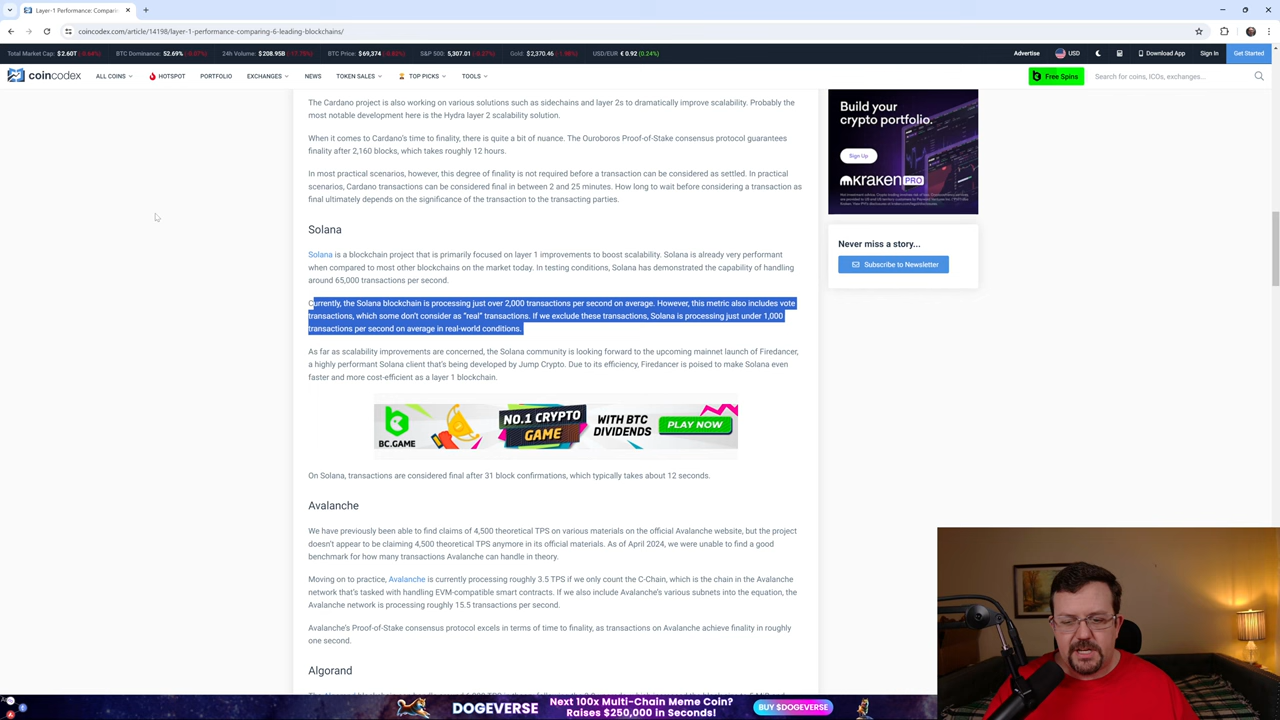 Layer-1 Performance: Compari
coincodex.com/article/14198/layer-1-performance-comparing-6-leading-blockchains/
Total Market Cap: $2.60T BTC Dominance: 52.69% 24h Volume: $208.95B BTC Price: $69,374 S&P 500: 5,307.01 Gold: $2,370.46 USD/EUR: € 0.92 (0.24%) Advertise USD Download App Sign In Get Started
coincodex ALL COINS HOTSPOT PORTFOLIO EXCHANGES NEWS TOKEN SALES TOP PICKS TOOLS Free Spins Search for coins, ICOs, exchanges...
The Cardano project is also working on various solutions such as sidechains and layer 2s to dramatically improve scalability. Probably the
most notable development here is the Hydra layer 2 scalability solution.
When it comes to Cardano's time to finality, there is quite a bit of nuance. The Ouroboros Proof-of-Stake consensus protocol guarantees
finality after 2,160 blocks, which takes roughly 12 hours.
In most practical scenarios, however, this degree of finality is not required before a transaction can be considered as settled. In practical
scenarios, Cardano transactions can be considered final in between 2 and 25 minutes. How long to wait before considering a transaction as
final ultimately depends on the significance of the transaction to the transacting parties.
Solana
Solana is a blockchain project that is primarily focused on layer 1 improvements to boost scalability. Solana is already very performant
when compared to most other blockchains on the market today. In testing conditions, Solana has demonstrated the capability of handling
around 65,000 transactions per second.
Currently, the Solana blockchain is processing just over 2,000 transactions per second on average. However, this metric also includes vote
transactions, which some don't consider as "real" transactions. If we exclude these transactions, Solana is processing just under 1,000
transactions per second on average in real-world conditions.
As far as scalability improvements are concerned, the Solana community is looking forward to the upcoming mainnet launch of Firedancer,
a highly performant Solana client that's being developed by Jump Crypto. Due to its efficiency, Firedancer is poised to make Solana even
faster and more cost-efficient as a layer 1 blockchain.
BC.GAME NO.1 CRYPTO GAME WITH BTC DIVIDENDS PLAY NOW
On Solana, transactions are considered final after 31 block confirmations, which typically takes about 12 seconds.
Avalanche
We have previously been able to find claims of 4,500 theoretical TPS on various materials on the official Avalanche website, but the project
doesn't appear to be claiming 4,500 theoretical TPS anymore in its official materials. As of April 2024, we were unable to find a good
benchmark for how many transactions Avalanche can handle in theory.
Moving on to practice, Avalanche is currently processing roughly 3.5 TPS if we only count the C-Chain, which is the chain in the Avalanche
network that's tasked with handling EVM-compatible smart contracts. If we also include Avalanche's various subnets into the equation, the
Avalanche network is processing roughly 15.5 transactions per second.
Avalanche's Proof-of-Stake consensus protocol excels in terms of time to finality, as transactions on Avalanche achieve finality in roughly
one second.
Algorand
Build your
crypto portfolio.
Sign Up
mkraken PRO
Never miss a story...
Subscribe to Newsletter
DOGEVERSE Next 100x Multi-Chain Meme Coin?
Raises $250,000 in Seconds! BUY $DOGEVERSE